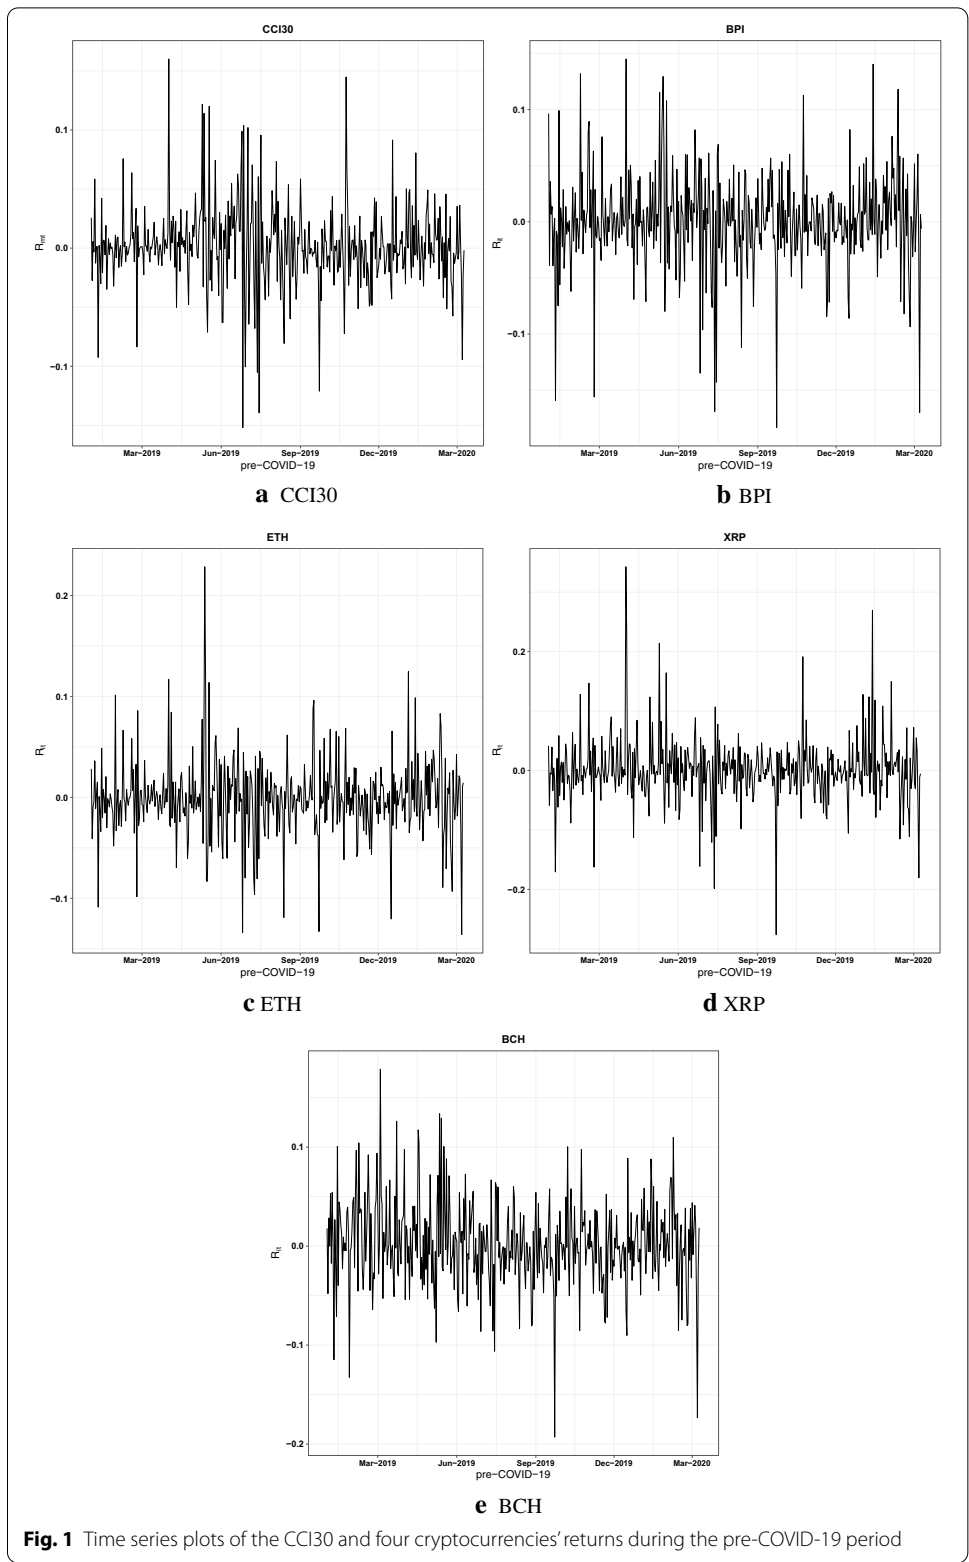 CCI30
0.1
0.0
−0.1
Rmt
Mar−2019 Jun−2019 Sep−2019 Dec−2019 Mar−2020
pre−COVID−19
a CCI30
BPI
0.1
0.0
−0.1
Rit
Mar−2019 Jun−2019 Sep−2019 Dec−2019 Mar−2020
pre−COVID−19
b BPI
ETH
0.2
0.1
0.0
−0.1
Rit
Mar−2019 Jun−2019 Sep−2019 Dec−2019 Mar−2020
pre−COVID−19
c ETH
XRP
0.2
0.0
−0.2
Rit
Mar−2019 Jun−2019 Sep−2019 Dec−2019 Mar−2020
pre−COVID−19
d XRP
BCH
0.1
0.0
−0.1
−0.2
Rit
Mar−2019 Jun−2019 Sep−2019 Dec−2019 Mar−2020
pre−COVID−19
e BCH
Fig. 1 Time series plots of the CCI30 and four cryptocurrencies’ returns during the pre-COVID-19 period